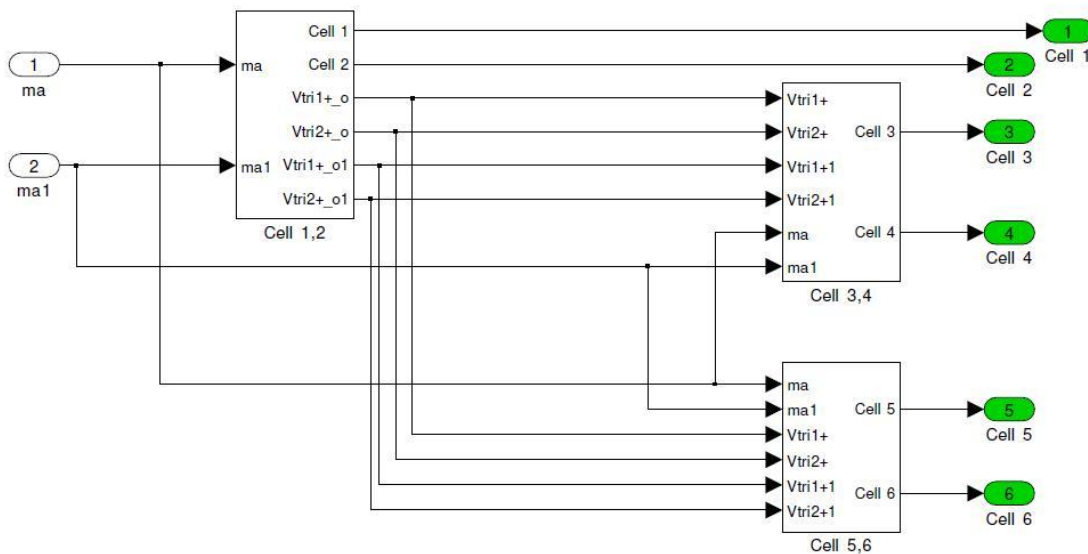 1
ma
2
ma1
ma
ma1
Cell 1
Cell 2
Vtri1+_o
Vtri2+_o
Vtri1+_o1
Vtri2+_o1
Cell 1,2
Vtri1+
Vtri2+
Vtri1+1
Vtri2+1
ma
ma1
Cell 3
Cell 4
Cell 3,4
ma
ma1
Vtri1+
Vtri2+
Vtri1+1
Vtri2+1
Cell 5
Cell 6
Cell 5,6
1
Cell 1
2
Cell 2
3
Cell 3
4
Cell 4
5
Cell 5
6
Cell 6